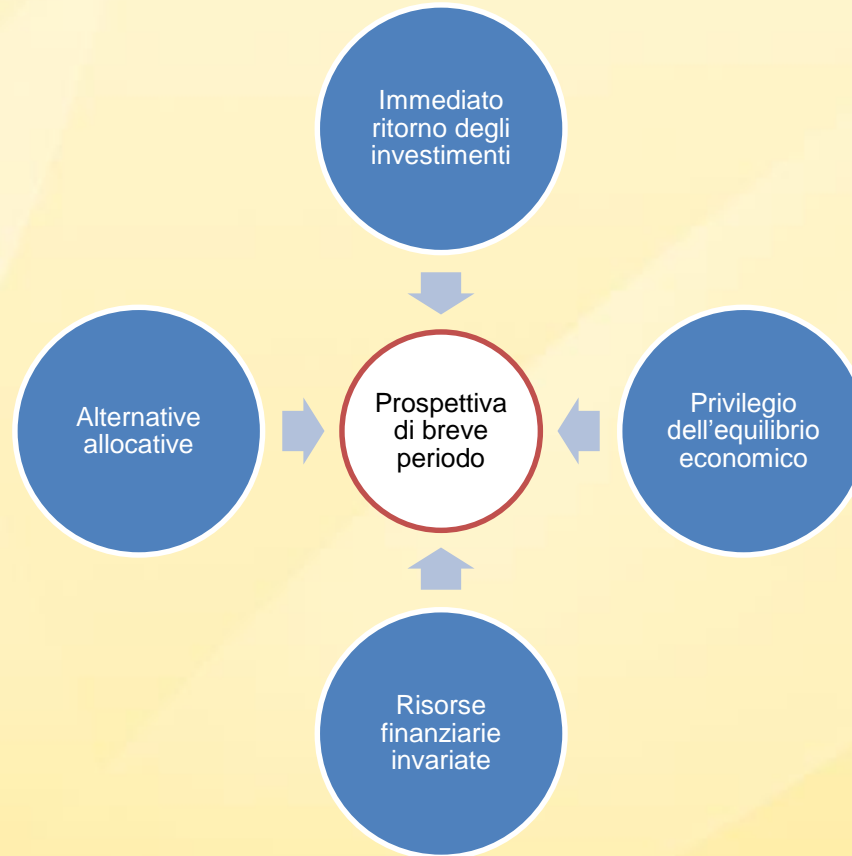 Immediato
ritorno degli
investimenti
Alternative
allocative
Prospettiva
di breve
periodo
Privilegio
dell’equilibrio
economico
Risorse
finanziarie
invariate